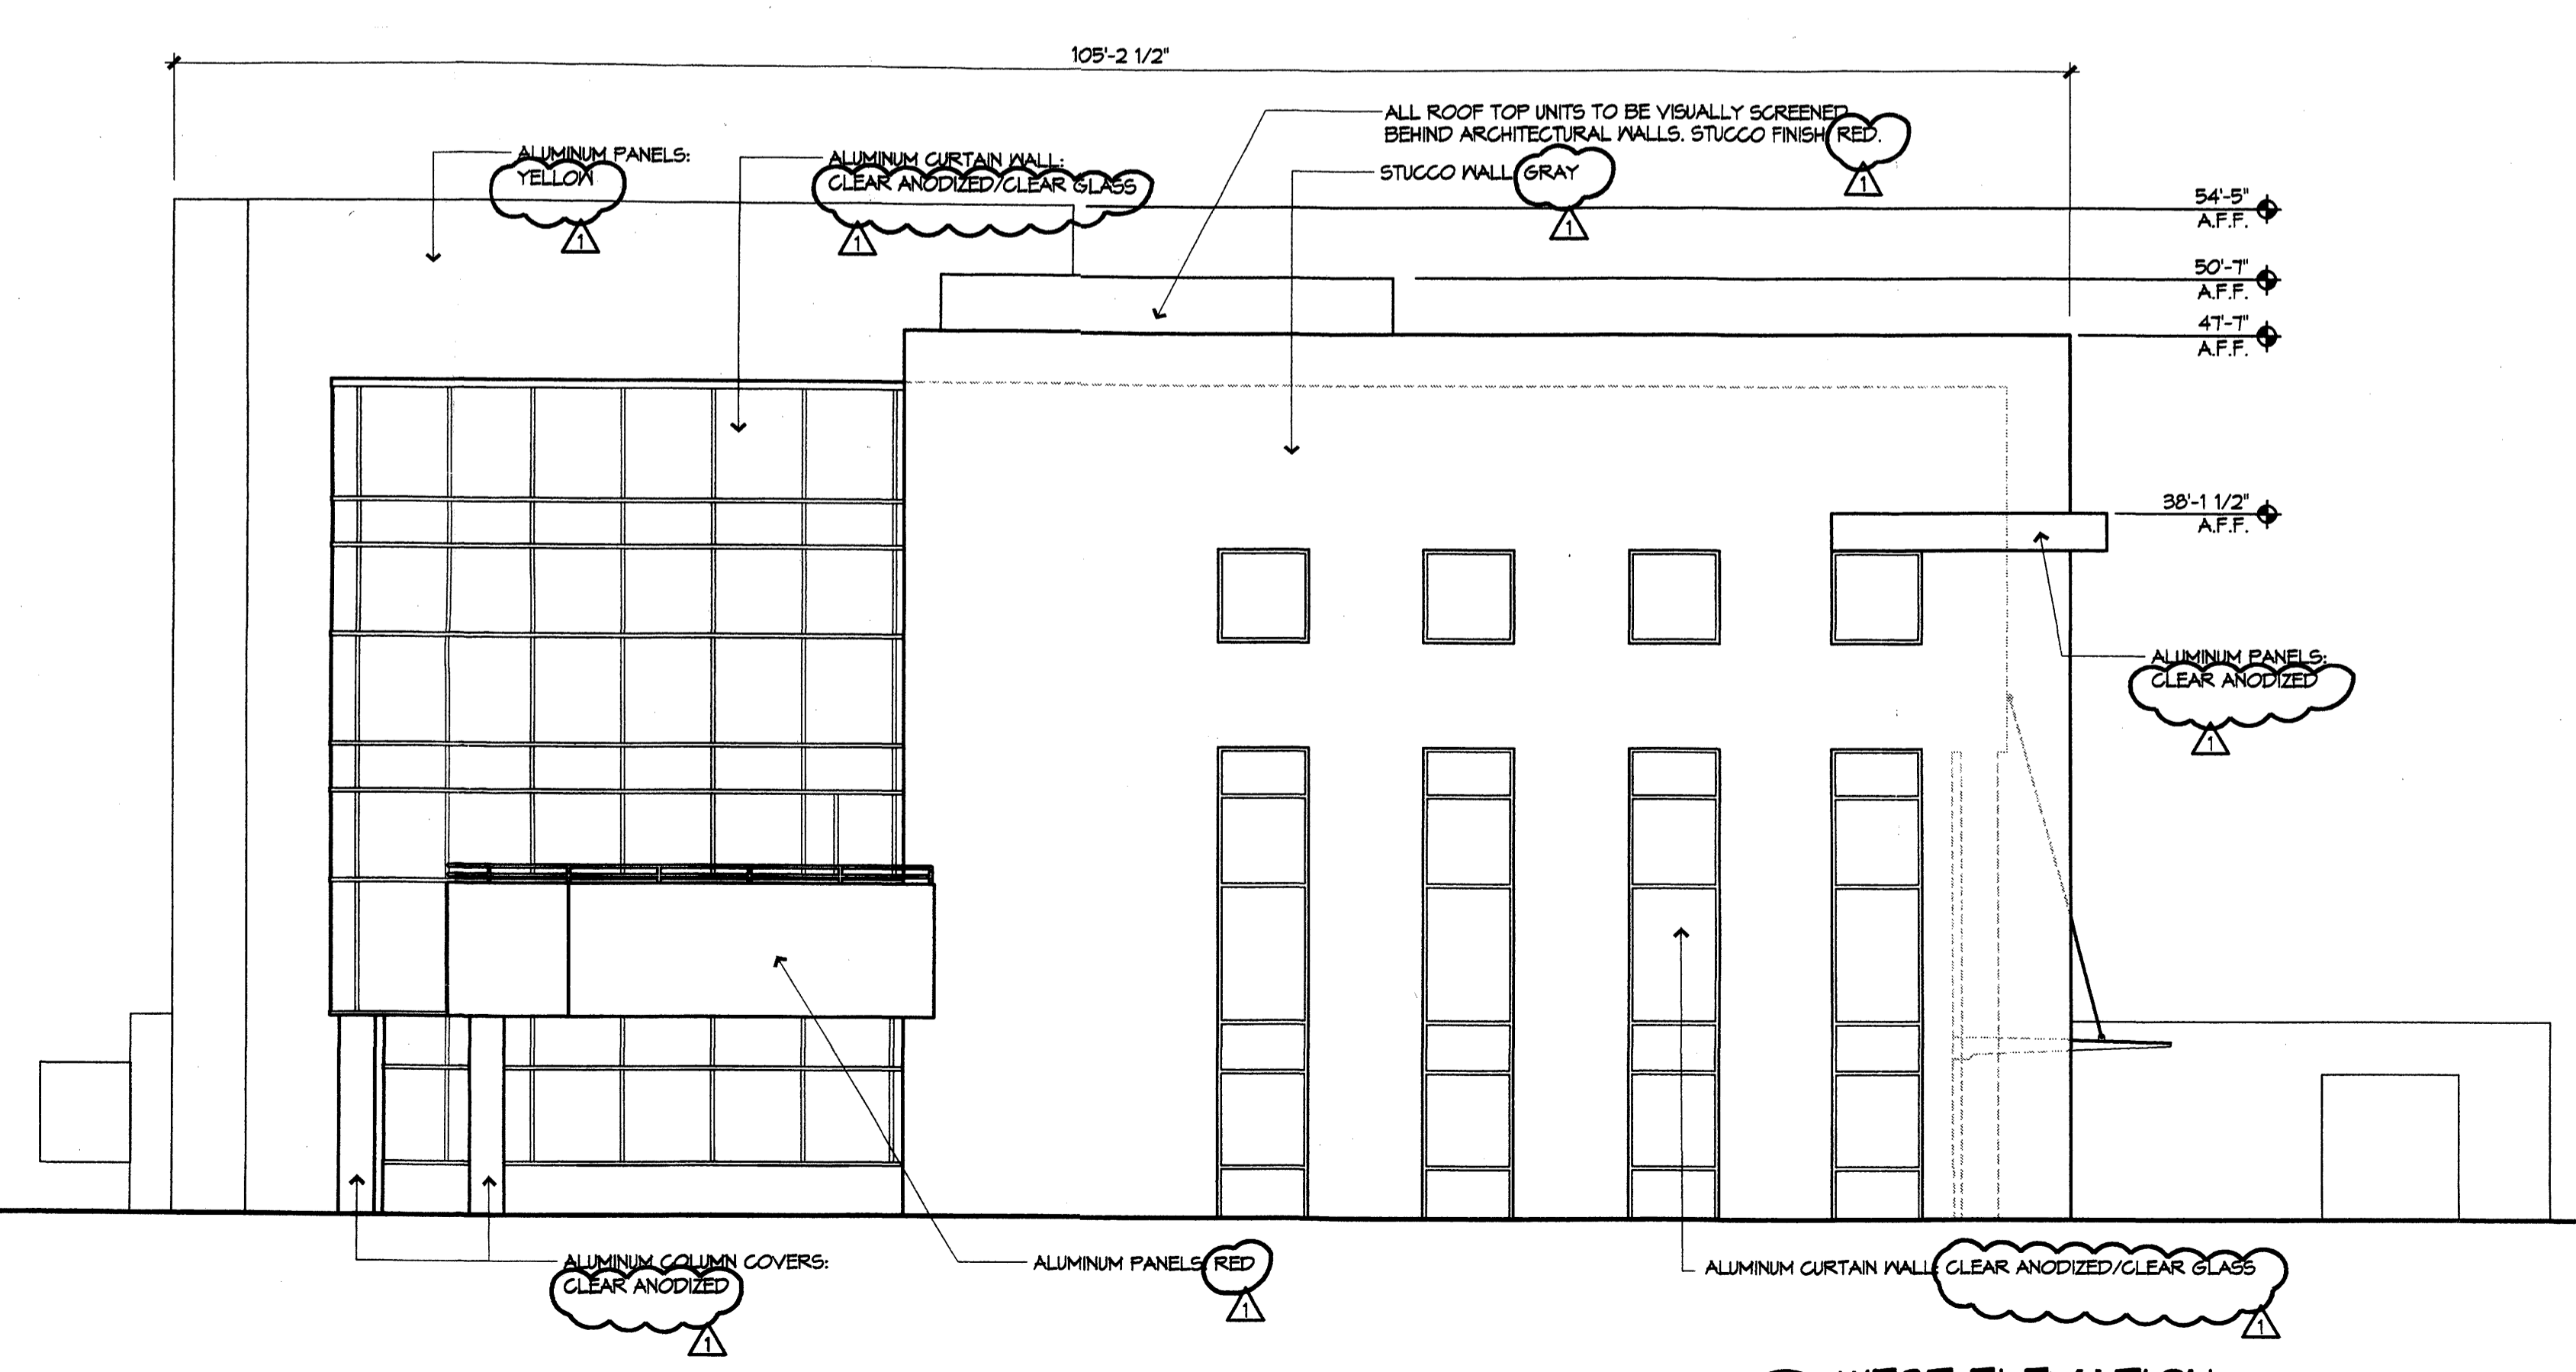 105'-2 1/2"
ALL ROOF TOP UNITS TO BE VISUALLY SCREENED
BEHIND ARCHITECTURAL WALLS. STUCCO FINISH RED.
1
ALUMINUM PANELS:
YELLOW
1
ALUMINUM CURTAIN WALL:
CLEAR ANODIZED/CLEAR GLASS
1
STUCCO WALL GRAY
1
54'-5"
A.F.F.
50'-7"
A.F.F.
47'-7"
A.F.F.
38'-1 1/2"
A.F.F.
ALUMINUM PANELS:
CLEAR ANODIZED
1
ALUMINUM COLUMN COVERS:
CLEAR ANODIZED
1
ALUMINUM PANELS RED
1
ALUMINUM CURTAIN WALL CLEAR ANODIZED/CLEAR GLASS
1